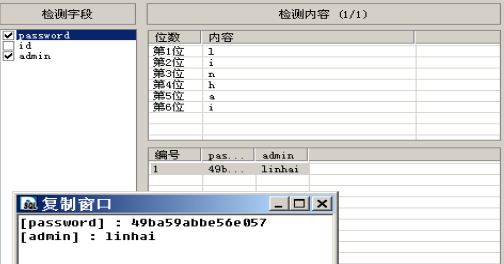 检测字段
检测内容 (1/1)
password
id
admin
位数 内容
第1位 l
第2位 i
第3位 n
第4位 h
第5位 a
第6位 i
编号 pas... admin
1 49b... linhai
SQL 复制窗口
[password] : 49ba59abbe56e057
[admin] : linhai